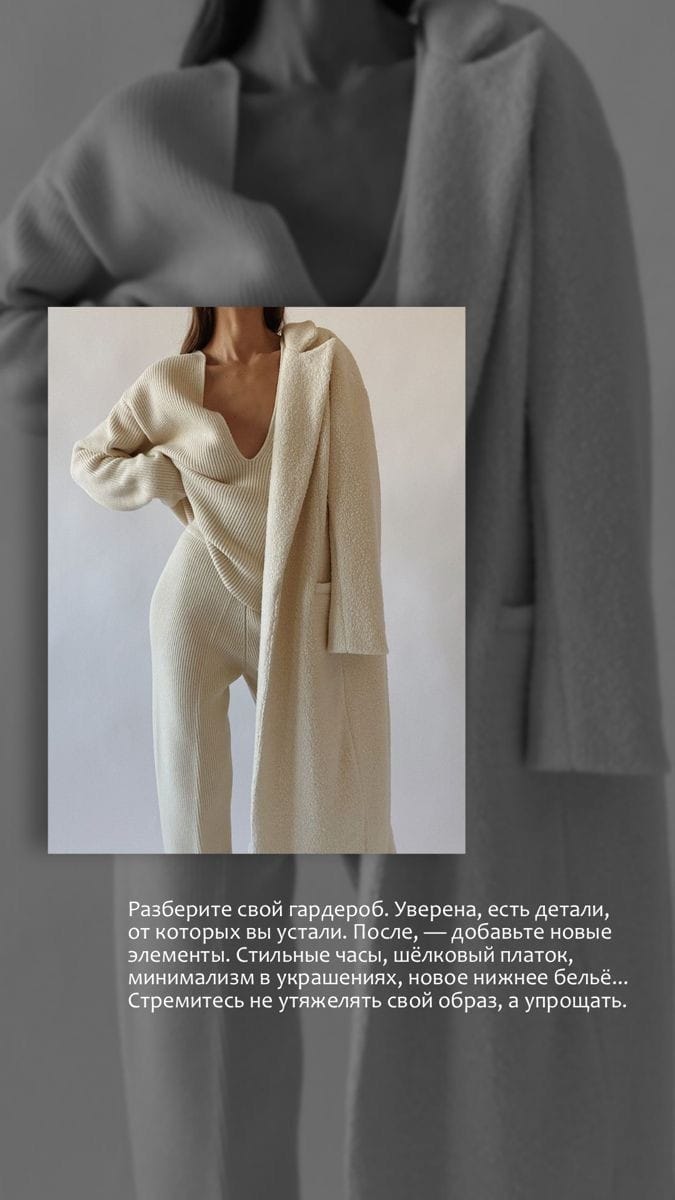 Разберите свой гардероб. Уверена, есть детали,
от которых вы устали. После, — добавьте новые
элементы. Стильные часы, шёлковый платок,
минимализм в украшениях, новое нижнее бельё...
Стремитесь не утяжелять свой образ, а упрощать.